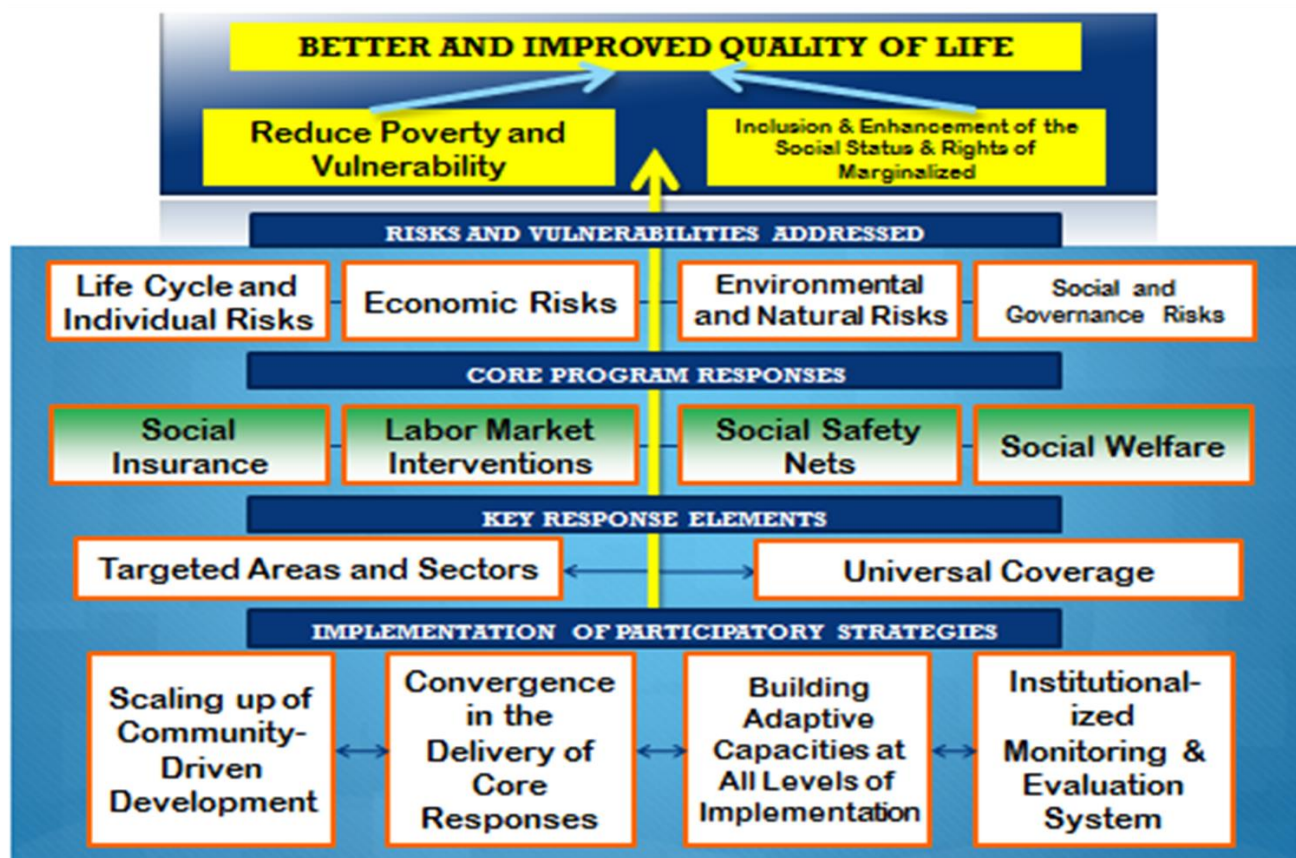 BETTER AND IMPROVED QUALITY OF LIFE
Reduce Poverty and
Vulnerability
Inclusion & Enhancement of the
Social Status & Rights of
Marginalized
RISKS AND VULNERABILITIES ADDRESSED
Life Cycle and
Individual Risks
Economic Risks
Environmental
and Natural Risks
Social and
Governance Risks
CORE PROGRAM RESPONSES
Social
Insurance
Labor Market
Interventions
Social Safety
Nets
Social Welfare
KEY RESPONSE ELEMENTS
Targeted Areas and Sectors
Universal Coverage
IMPLEMENTATION OF PARTICIPATORY STRATEGIES
Scaling up of
Community-
Driven
Development
Convergence
in the
Delivery of
Core
Responses
Building
Adaptive
Capacities at
All Levels of
Implementation
Institutional-
ized
Monitoring &
Evaluation
System